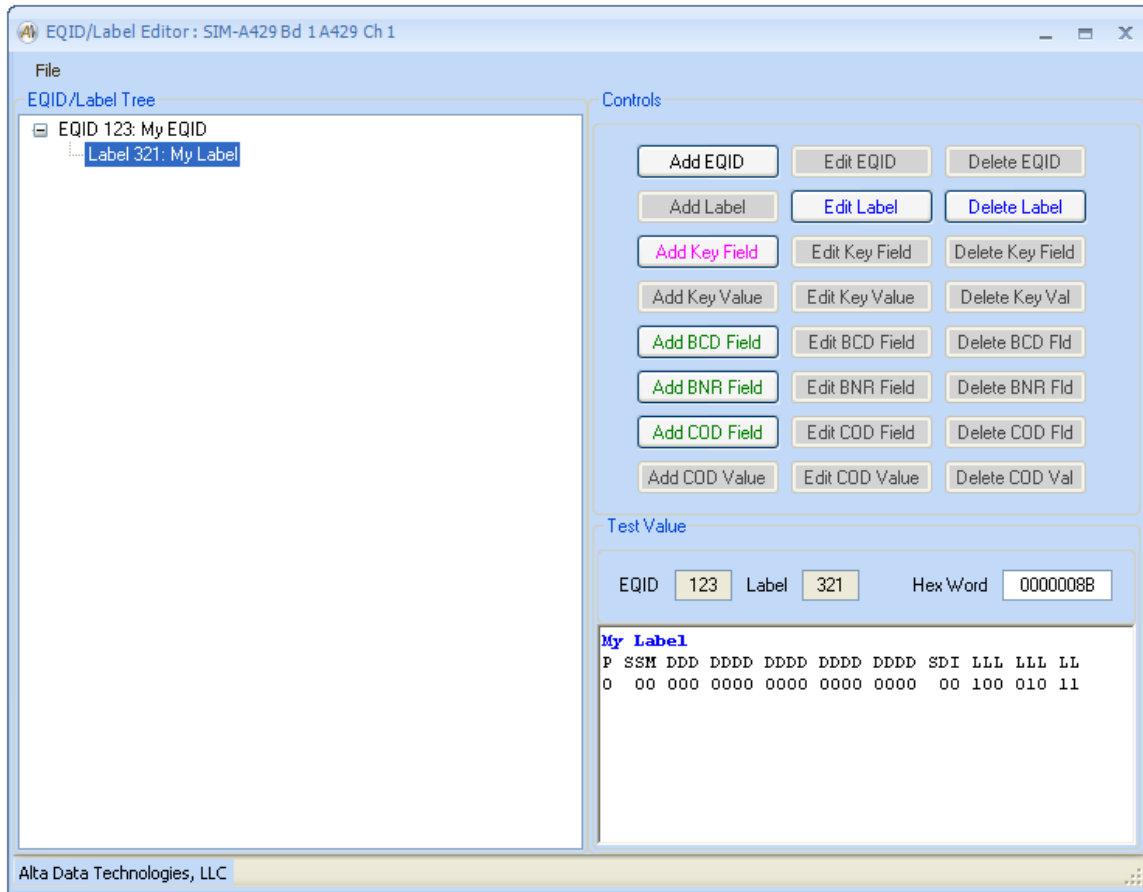 EQID/Label Editor : SIM-A429 Bd 1 A429 Ch 1
File
EQID/Label Tree
EQID 123: My EQID
Label 321: My Label
Controls
Add EQID Edit EQID Delete EQID
Add Label Edit Label Delete Label
Add Key Field Edit Key Field Delete Key Field
Add Key Value Edit Key Value Delete Key Val
Add BCD Field Edit BCD Field Delete BCD Fld
Add BNR Field Edit BNR Field Delete BNR Fld
Add COD Field Edit COD Field Delete COD Fld
Add COD Value Edit COD Value Delete COD Val
Test Value
EQID 123 Label 321 Hex Word 0000008B
My Label
P SSM DDD DDDD DDDD DDDD DDDD SDI LLL LLL LL
0 00 000 0000 0000 0000 0000 00 100 010 11
Alta Data Technologies, LLC